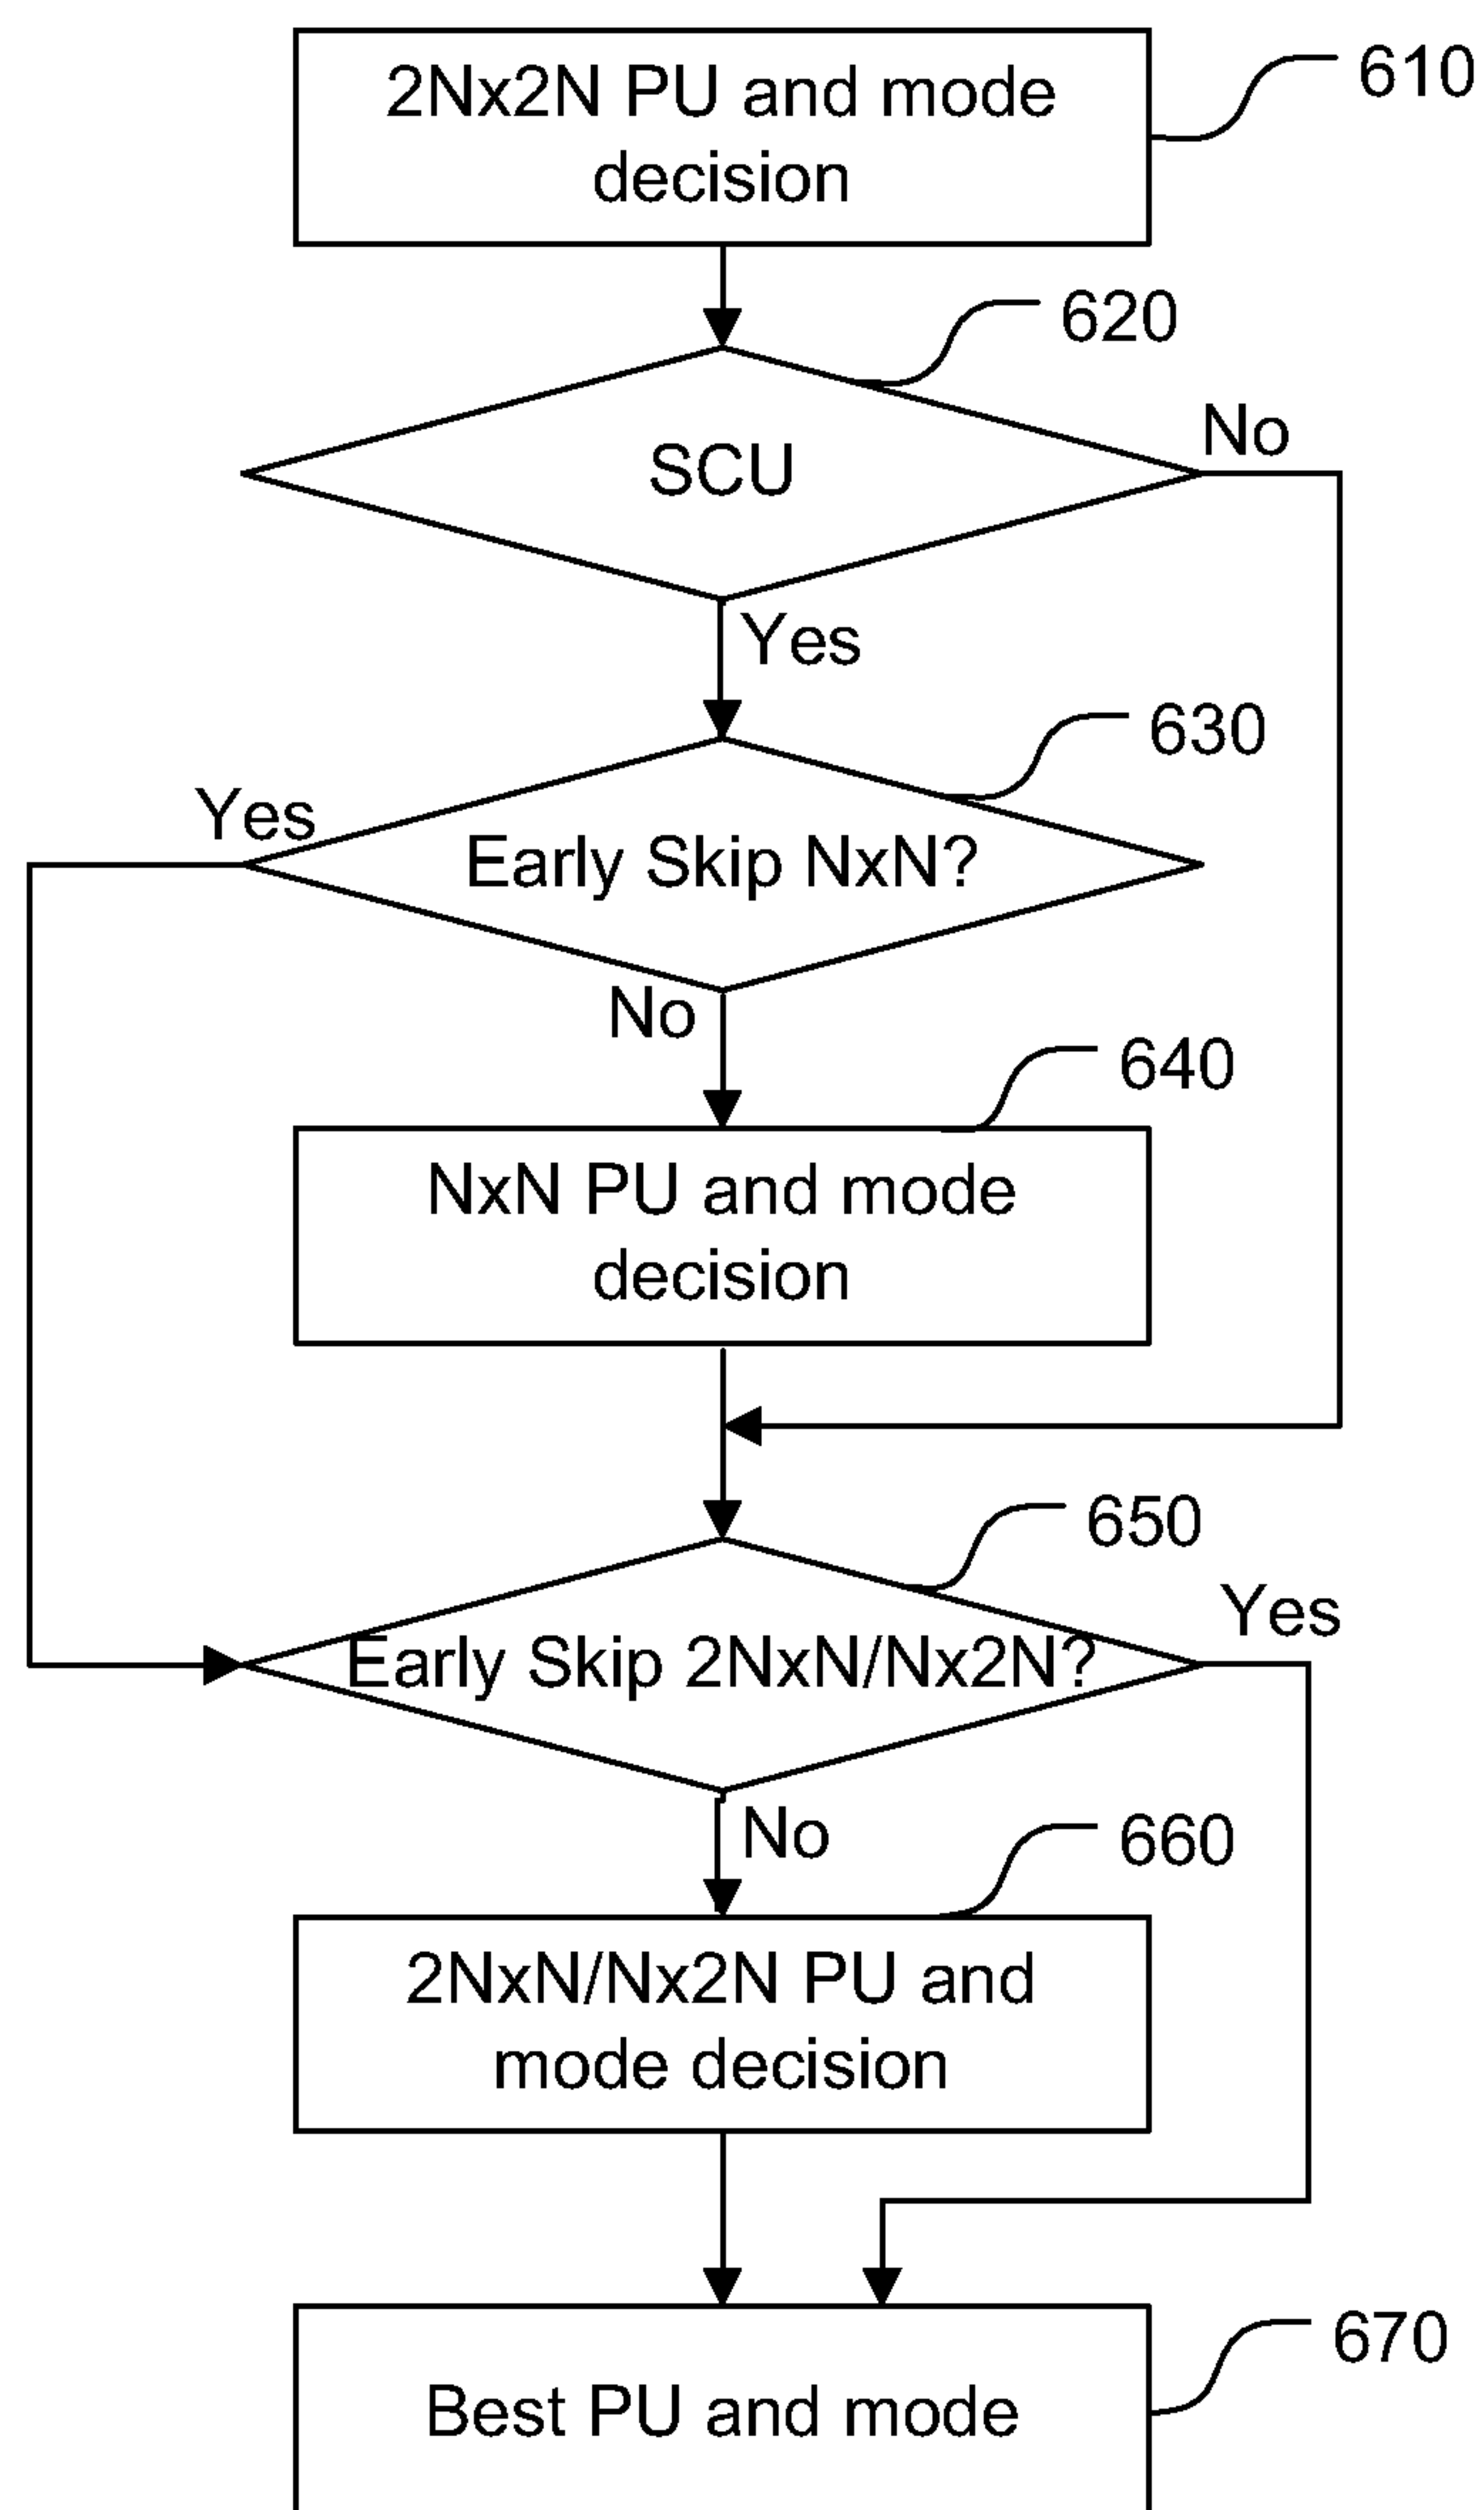 2Nx2N PU and mode
decision
610
620
SCU
No
Yes
630
Yes
Early Skip NxN?
No
640
NxN PU and mode
decision
650
Yes
Early Skip 2NxN/Nx2N?
No
660
2NxN/Nx2N PU and
mode decision
670
Best PU and mode